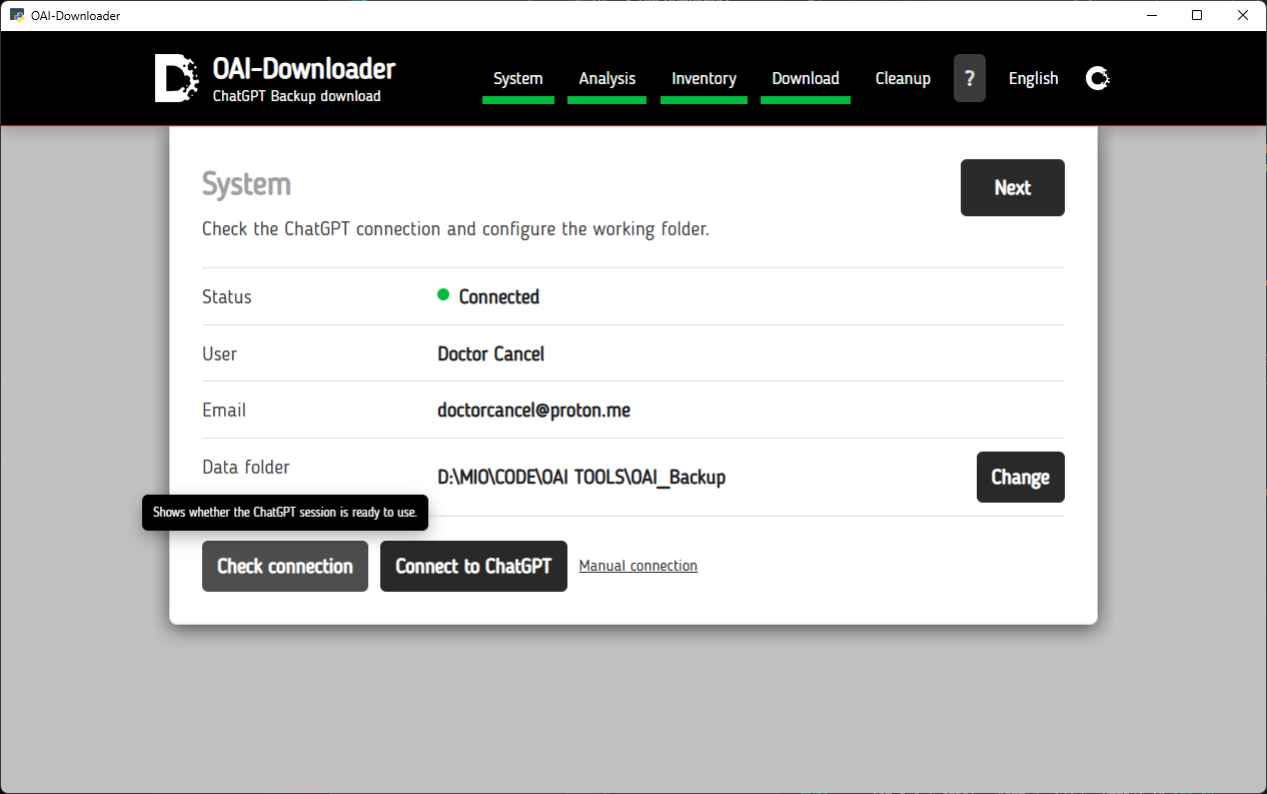 OAI-Downloader
OAI-Downloader
ChatGPT Backup download
System
Analysis
Inventory
Download
Cleanup
?
English
System
Next
Check the ChatGPT connection and configure the working folder.
Status
Connected
User
Doctor Cancel
Email
doctorcancel@proton.me
Data folder
D:\MIO\CODE\OAI TOOLS\OAI_Backup
Change
Shows whether the ChatGPT session is ready to use.
Check connection
Connect to ChatGPT
Manual connection